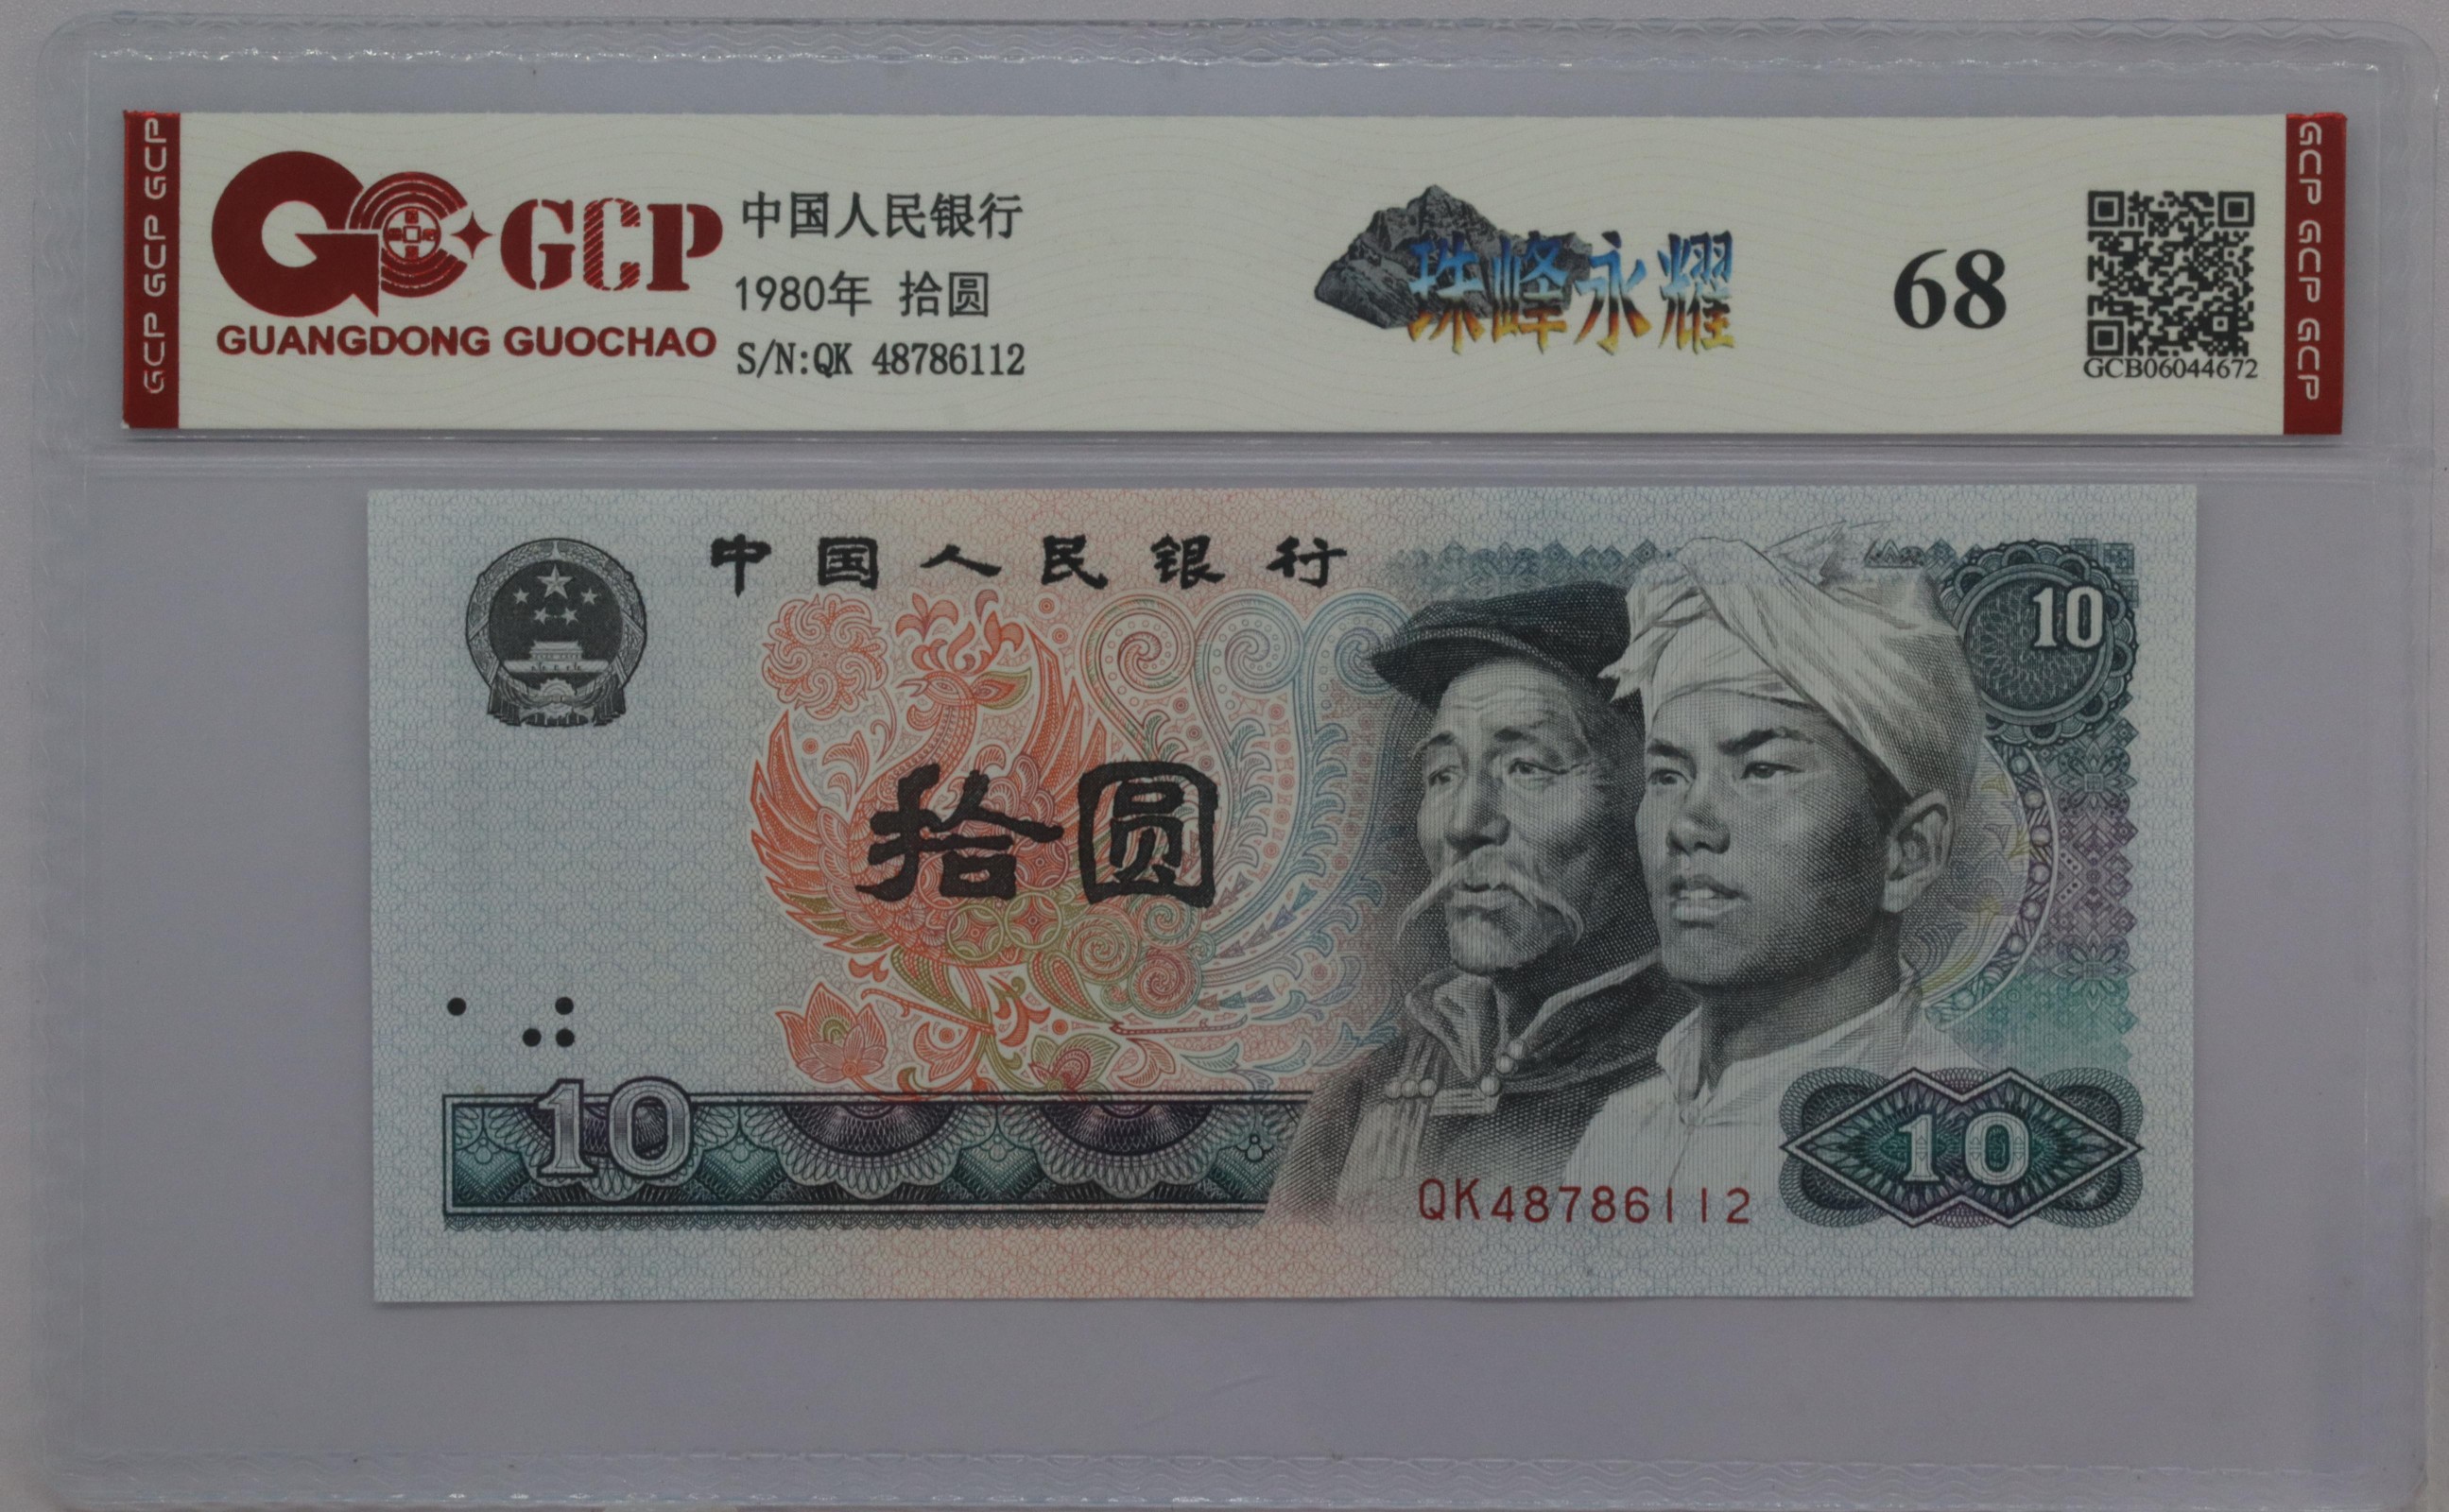 GCP GCP GCP
GCP
GUANGDONG GUOCHAO
中国人民银行
1980年 拾圆
S/N:QK 48786112
珠峰永耀
68
GCB06044672
GCP GCP GCP
中国人民银行
10
拾圆
10
10
QK48786112